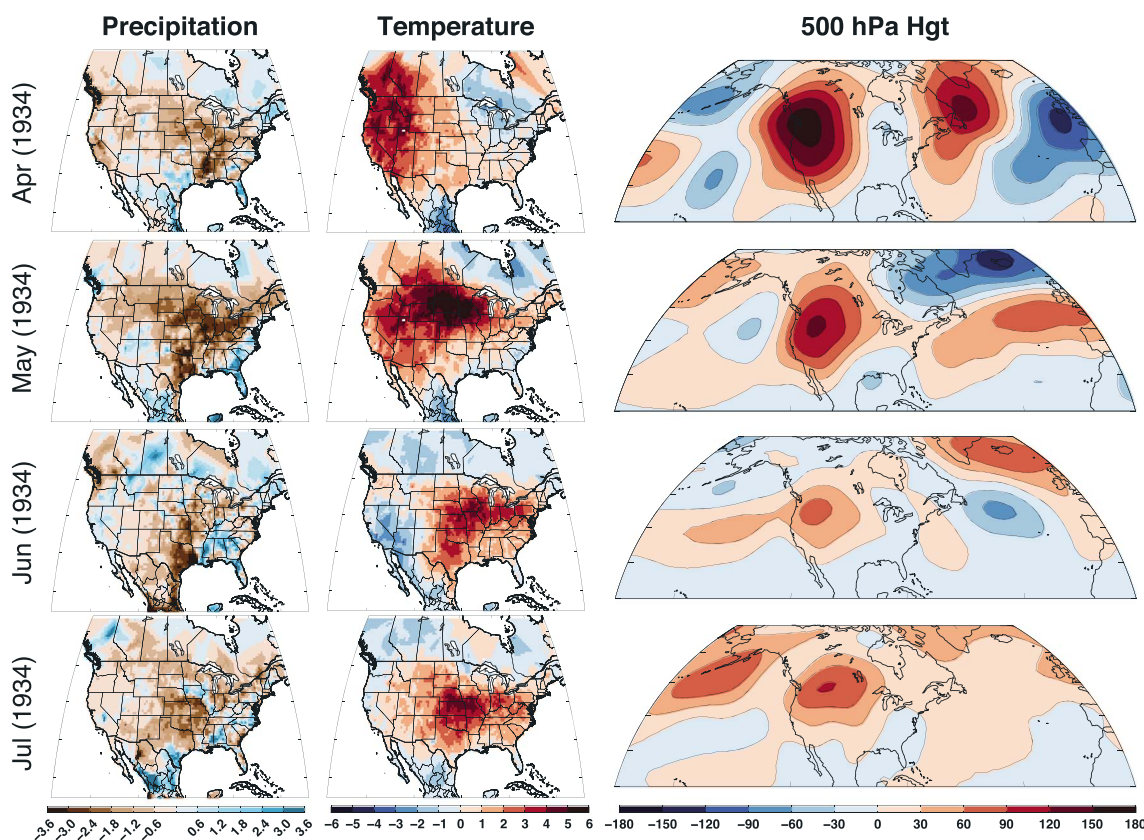 Precipitation Temperature 500 hPa Hgt
Apr (1934)
May (1934)
Jun (1934)
Jul (1934)
−3.6 −3.0 −2.4 −1.8 −1.2 −0.6 0.6 1.2 1.8 2.4 3.0 3.6
−6 −5 −4 −3 −2 −1 0 1 2 3 4 5 6
−180 −150 −120 −90 −60 −30 0 30 60 90 120 150 180